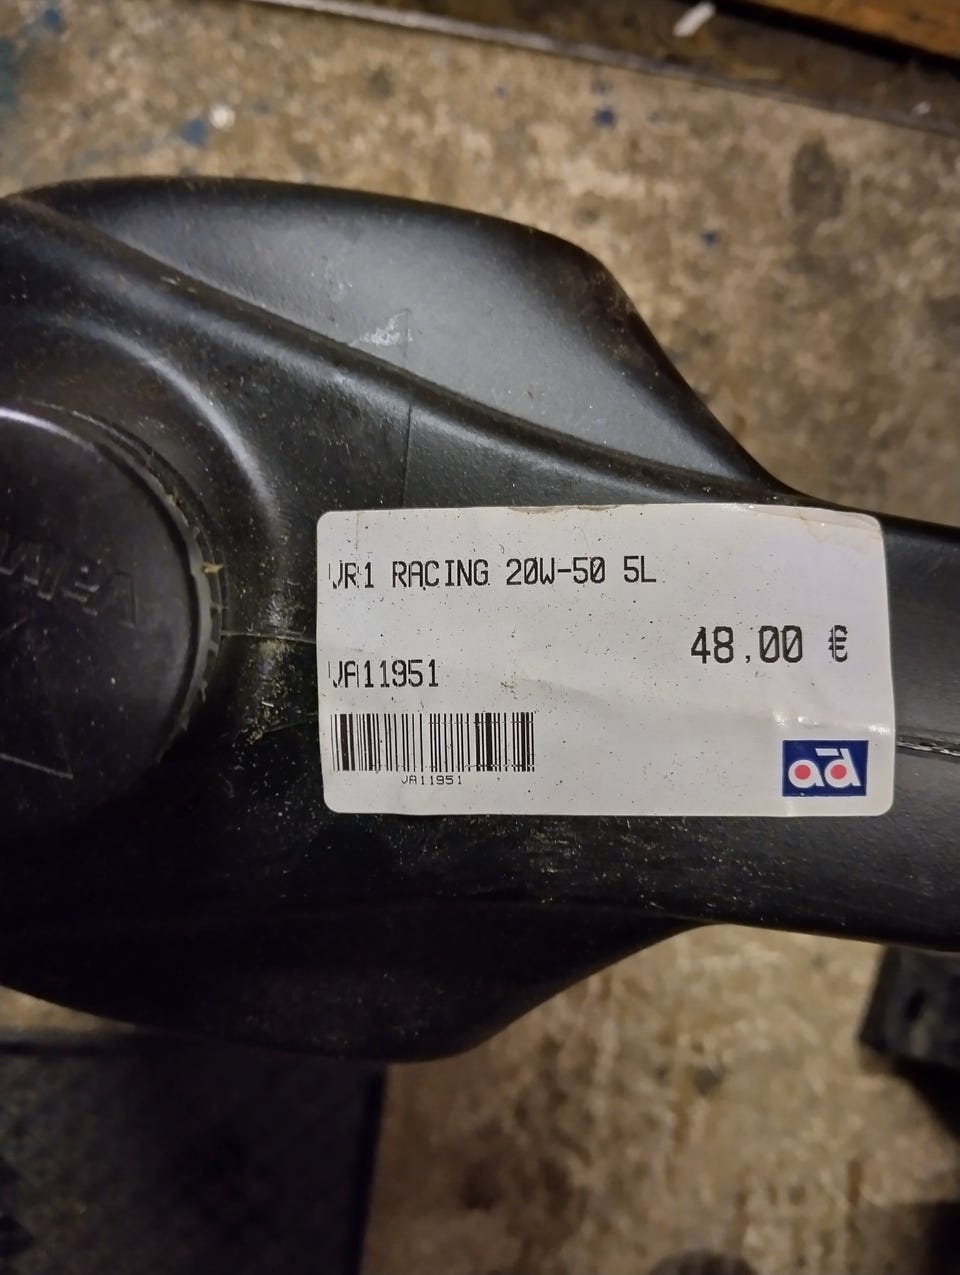 VR1 RACING 20W-50 5L
48,00 €
VA11951
VA11951
ad